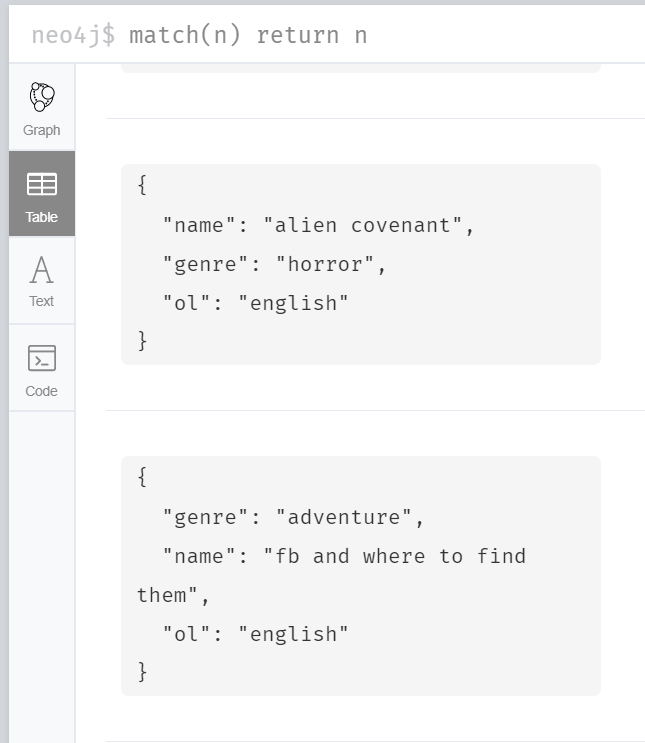 neo4j$ match(n) return n
Graph
Table
Text
Code
{
"name": "alien covenant",
"genre": "horror",
"ol": "english"
}
{
"genre": "adventure",
"name": "fb and where to find
them",
"ol": "english"
}